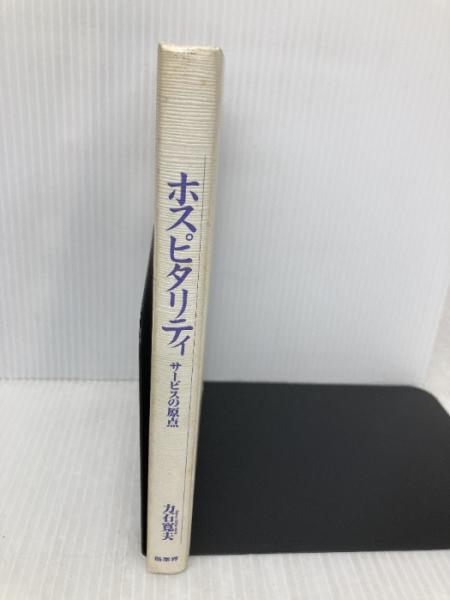 ホスピタリティ
サービスの原点
力石寛夫
商業界